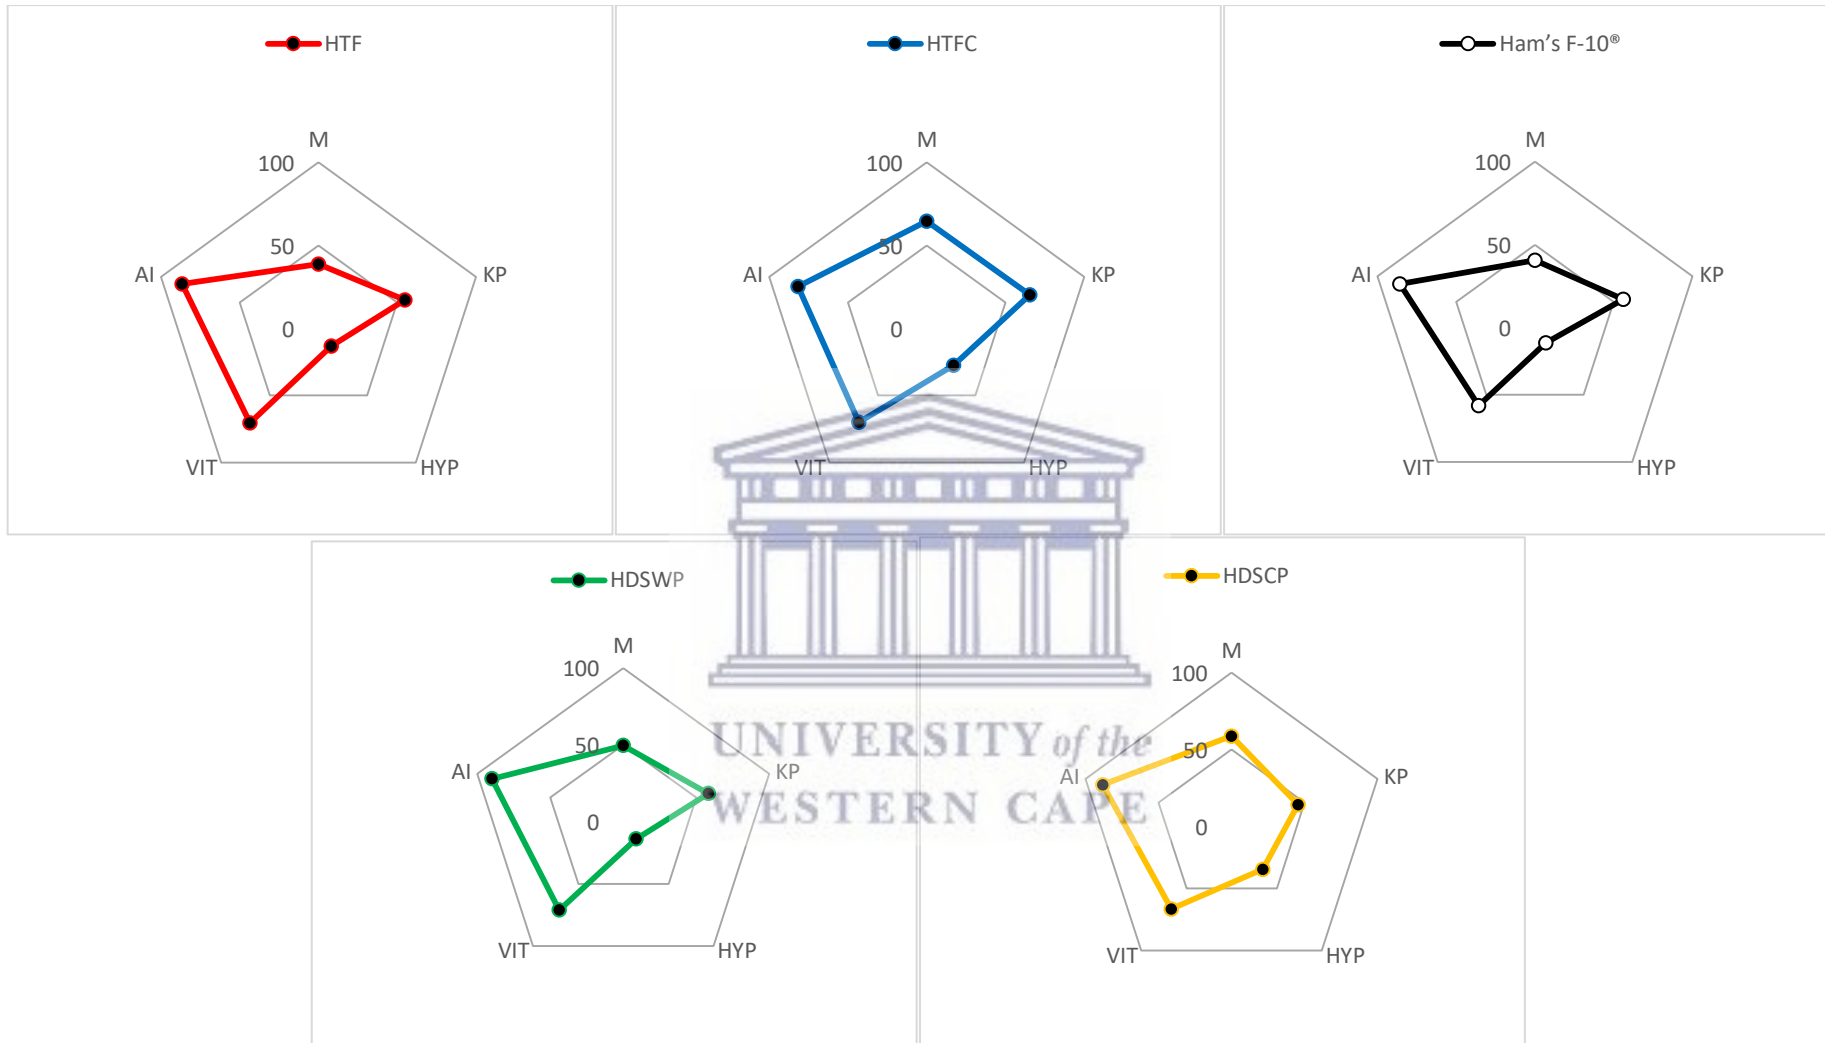 HTF
M
100
50
0
AI
KP
VIT
HYP
HTFC
M
100
50
0
AI
KP
VIT
HYP
Ham’s F-10®
M
100
50
0
AI
KP
VIT
HYP
HDSWP
M
100
50
0
AI
KP
VIT
HYP
HDSCP
M
100
50
0
AI
KP
VIT
HYP
UNIVERSITY of the
WESTERN CAPE